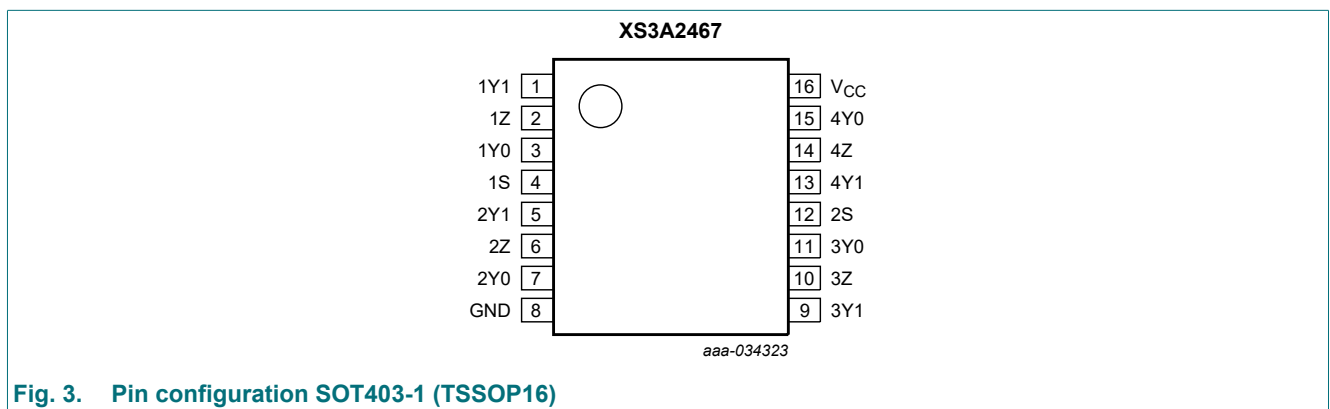 XS3A2467
1Y1 1 16 VCC
1Z 2 15 4Y0
1Y0 3 14 4Z
1S 4 13 4Y1
2Y1 5 12 2S
2Z 6 11 3Y0
2Y0 7 10 3Z
GND 8 9 3Y1
aaa-034323
Fig. 3. Pin configuration SOT403-1 (TSSOP16)